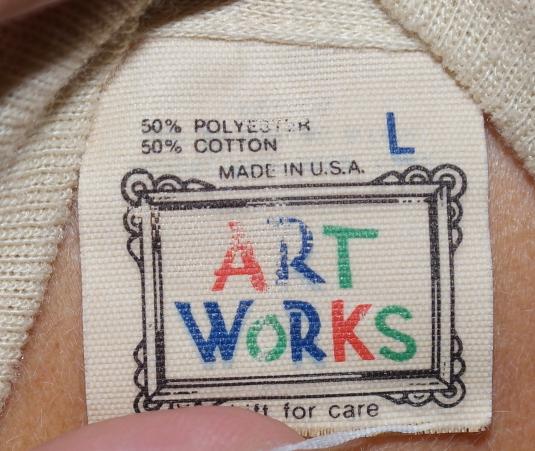 50% POLYESTER
50% COTTON
L
MADE IN U.S.A.
ART
WORKS
for care